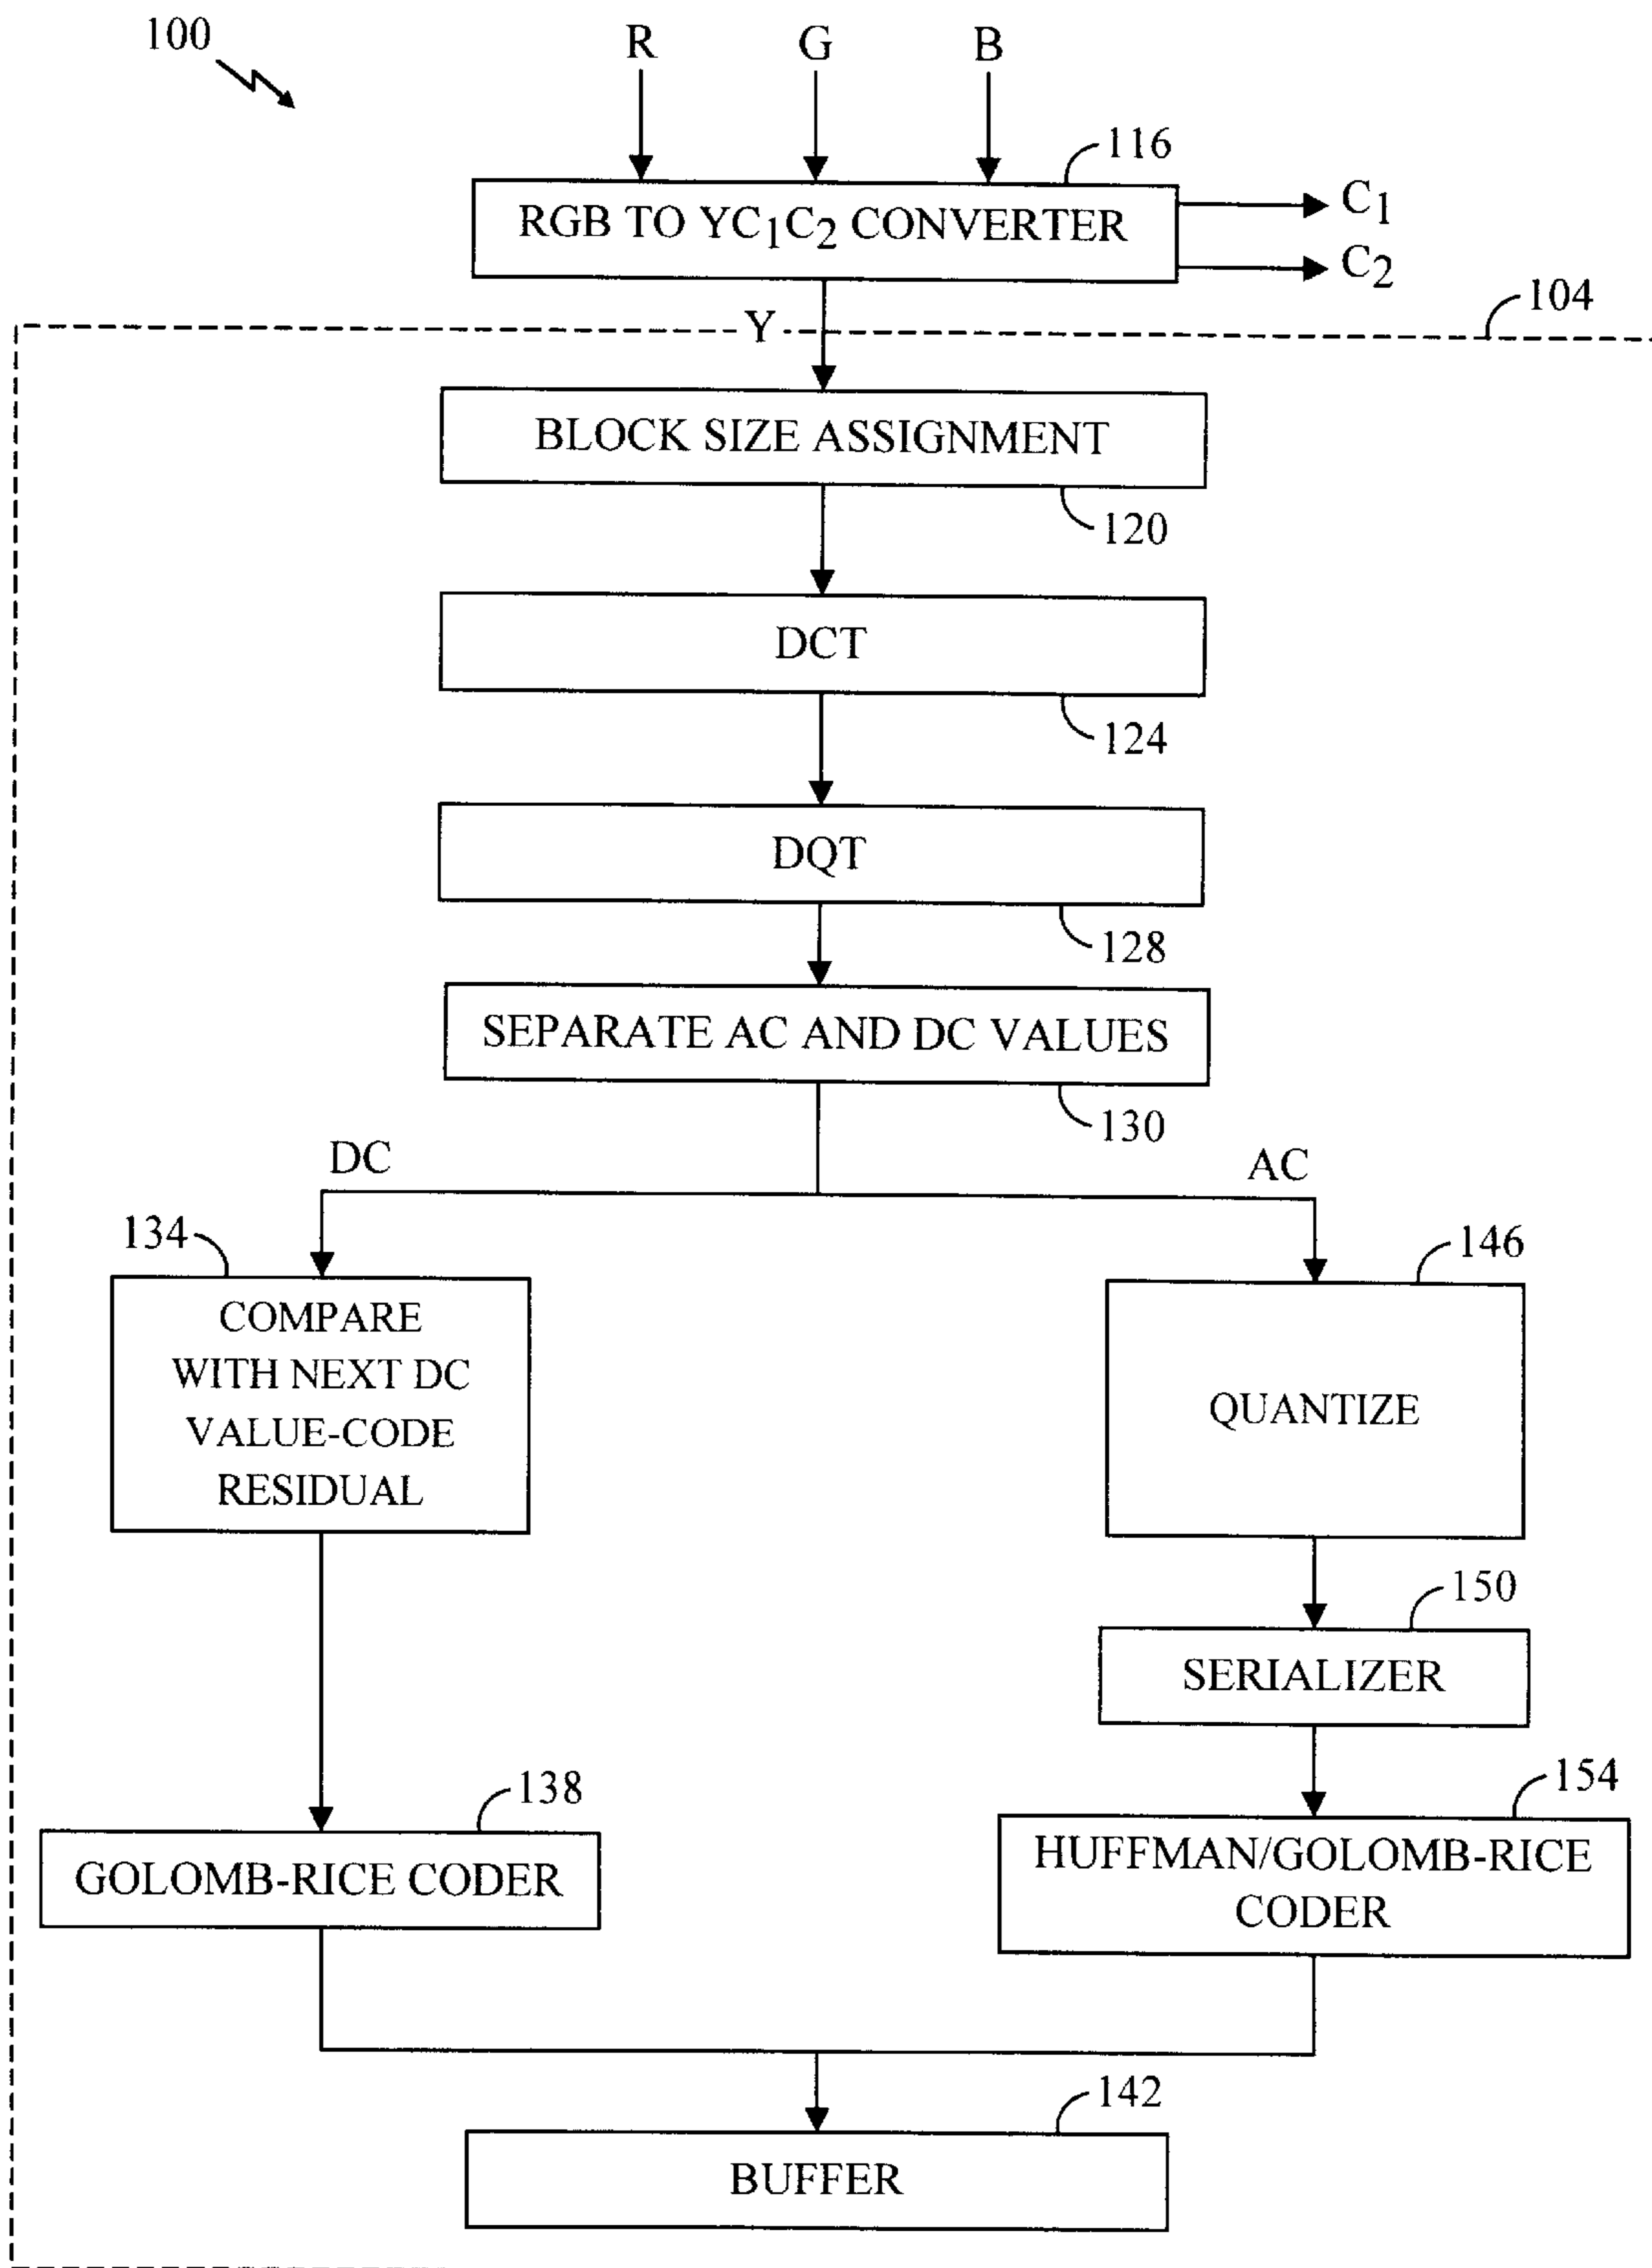 100
R G B
116
RGB TO YC1C2 CONVERTER
C1
C2
104
Y
BLOCK SIZE ASSIGNMENT
120
DCT
124
DQT
128
SEPARATE AC AND DC VALUES
130
DC
AC
134
146
COMPARE
WITH NEXT DC
VALUE-CODE
RESIDUAL
QUANTIZE
150
SERIALIZER
138
154
GOLOMB-RICE CODER
HUFFMAN/GOLOMB-RICE
CODER
142
BUFFER